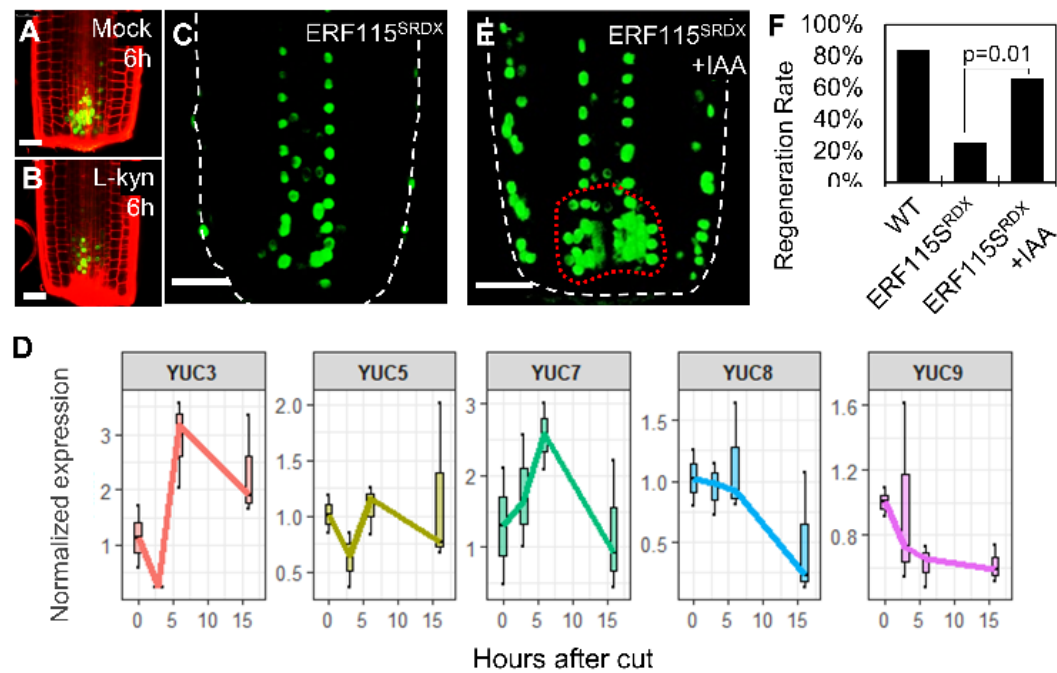 A
Mock
6h
B
L-kyn
6h
C
ERF115SRDX
E
ERF115SRDX
+IAA
F
Regeneration Rate
100%
80%
60%
40%
20%
0%
p=0.01
WT
ERF115SRDX
ERF115SRDX
+IAA
D
Normalized expression
YUC3
3
2
1
0 5 10 15
YUC5
2.0
1.5
1.0
0.5
0 5 10 15
YUC7
3
2
1
0 5 10 15
YUC8
1.5
1.0
0.5
0 5 10 15
YUC9
1.6
1.2
0.8
0 5 10 15
Hours after cut